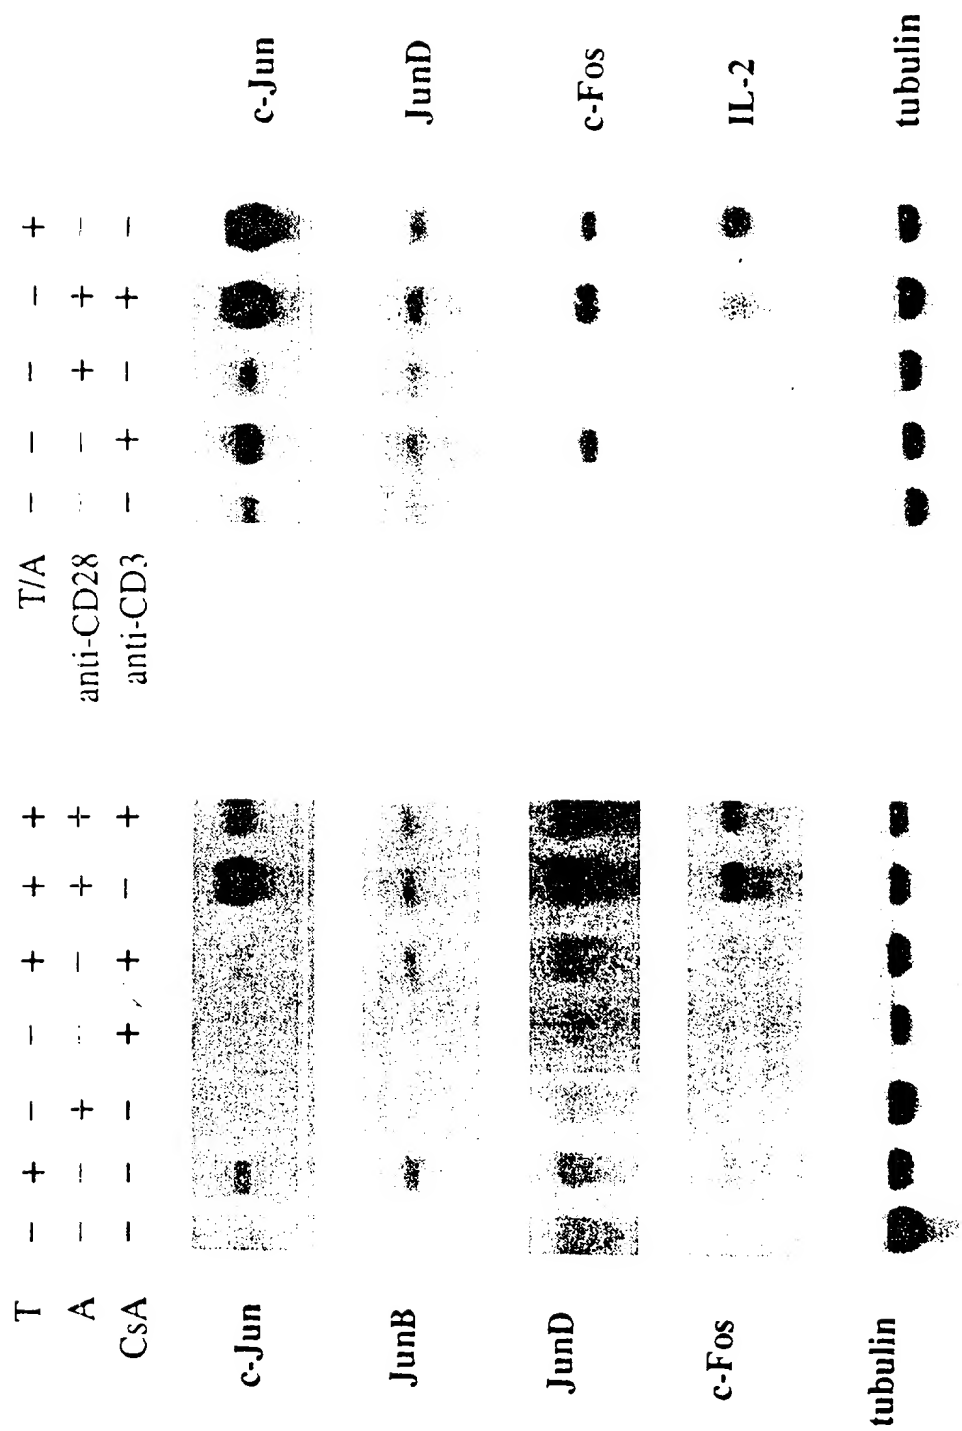 T − + − − + + +
A − − + − − + +
CsA − − − + + − +
c-Jun
JunB
JunD
c-Fos
tubulin
T/A − − − − +
anti-CD28 − − + + −
anti-CD3 − + − + −
c-Jun
JunD
c-Fos
IL-2
tubulin